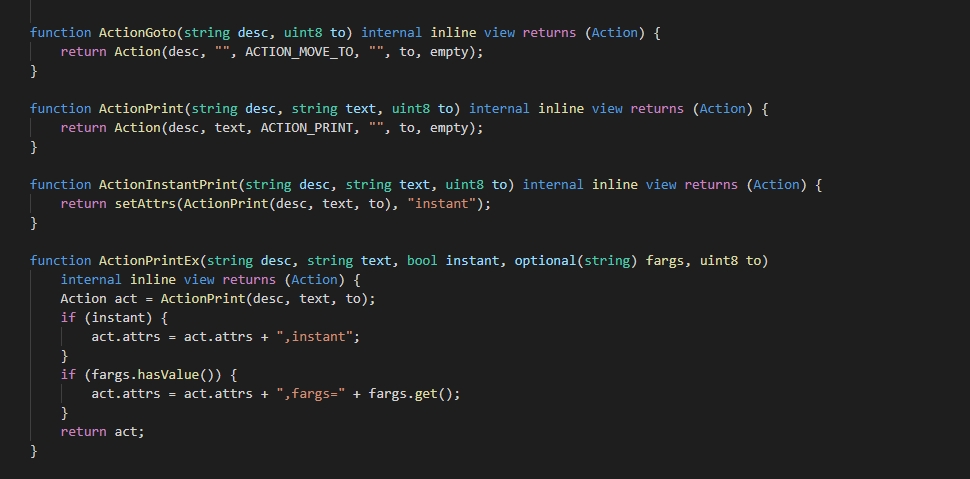 function ActionGoto(string desc, uint8 to) internal inline view returns (Action) {
return Action(desc, "", ACTION_MOVE_TO, "", to, empty);
}
function ActionPrint(string desc, string text, uint8 to) internal inline view returns (Action) {
return Action(desc, text, ACTION_PRINT, "", to, empty);
}
function ActionInstantPrint(string desc, string text, uint8 to) internal inline view returns (Action) {
return setAttrs(ActionPrint(desc, text, to), "instant");
}
function ActionPrintEx(string desc, string text, bool instant, optional(string) fargs, uint8 to)
internal inline view returns (Action) {
Action act = ActionPrint(desc, text, to);
if (instant) {
act.attrs = act.attrs + ",instant";
}
if (fargs.hasValue()) {
act.attrs = act.attrs + ",fargs=" + fargs.get();
}
return act;
}